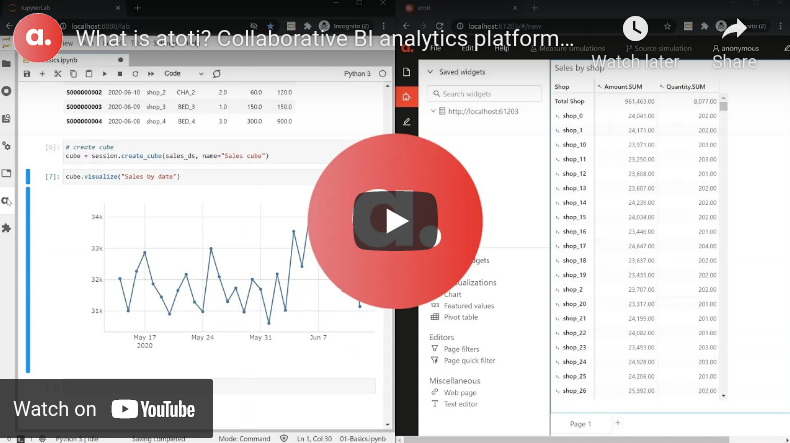 JupyterLab
localhost:8888/lab
Incognito (2)
atoti
localhost:61203/#/new
Incognito (2)
a.
What is atoti? Collaborative BI analytics platform...
Watch later
Share
File
Edit
Measure simulations
Source simulation
anonymous
Code
Python 3
S000000002 2020-06-10 shop_2 CHA_2 2.0 60.0 120.0
S000000003 2020-06-09 shop_3 BED_3 1.0 150.0 150.0
S000000004 2020-06-08 shop_4 BED_4 3.0 300.0 900.0
[6]: # create cube
cube = session.create_cube(sales_ds, name="Sales cube")
[7]: cube.visualize("Sales by date")
34k
33k
32k
31k
May 17
2020
May 24
May 31
Jun 7
Watch on YouTube
Saving completed
Mode: Command
Ln 1, Col 30
01-Basics.ipynb
Saved widgets
Search widgets
http://localhost:61203
Chart
Featured values
Pivot table
Editors
Page filters
Page quick filter
Miscellaneous
Web page
Text editor
Sales by shop
Shop Amount.SUM Quantity.SUM
Total Shop 961,463.00 8,077.00
shop_0 24,041.00 202.00
shop_1 24,171.00 202.00
shop_10 23,971.00 203.00
shop_11 23,250.00 203.00
shop_12 23,608.00 201.00
shop_13 23,607.00 202.00
shop_14 24,239.00 202.00
shop_15 24,034.00 202.00
shop_16 23,446.00 201.00
shop_17 24,647.00 204.00
shop_18 23,637.00 202.00
shop_19 23,435.00 202.00
shop_2 23,707.00 202.00
shop_20 23,317.00 201.00
shop_21 24,199.00 201.00
shop_22 24,082.00 201.00
shop_23 23,493.00 203.00
shop_24 24,928.00 203.00
shop_25 24,206.00 201.00
shop_26 25,392.00 202.00
Page 1